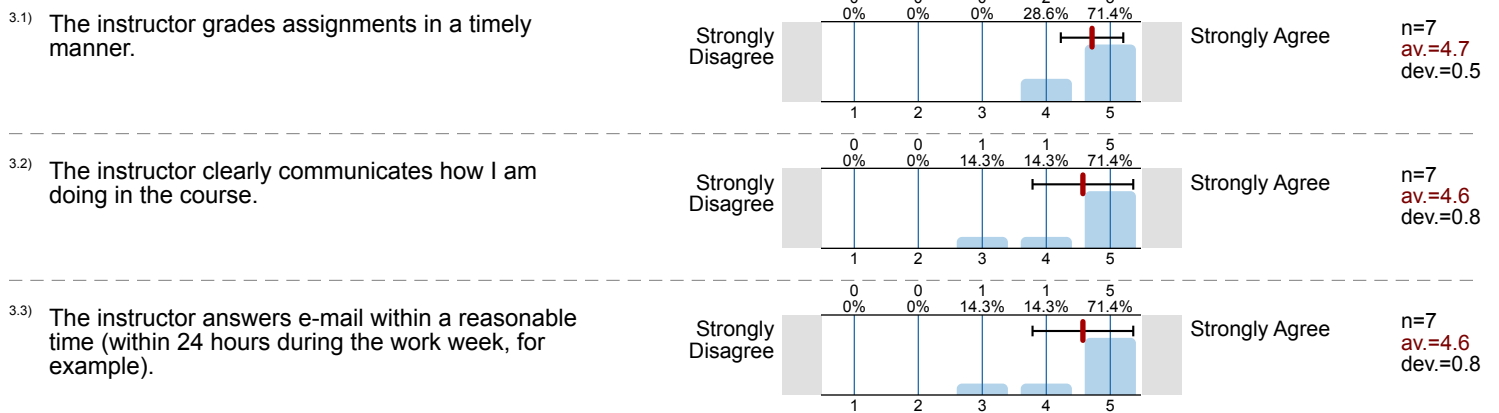 3.1) The instructor grades assignments in a timely
manner.
0% 0% 0% 28.6% 71.4%
Strongly
Disagree
Strongly Agree
n=7
av.=4.7
dev.=0.5
1 2 3 4 5
3.2) The instructor clearly communicates how I am
doing in the course.
0 0 1 1 5
0% 0% 14.3% 14.3% 71.4%
Strongly
Disagree
Strongly Agree
n=7
av.=4.6
dev.=0.8
1 2 3 4 5
3.3) The instructor answers e-mail within a reasonable
time (within 24 hours during the work week, for
example).
0 0 1 1 5
0% 0% 14.3% 14.3% 71.4%
Strongly
Disagree
Strongly Agree
n=7
av.=4.6
dev.=0.8
1 2 3 4 5